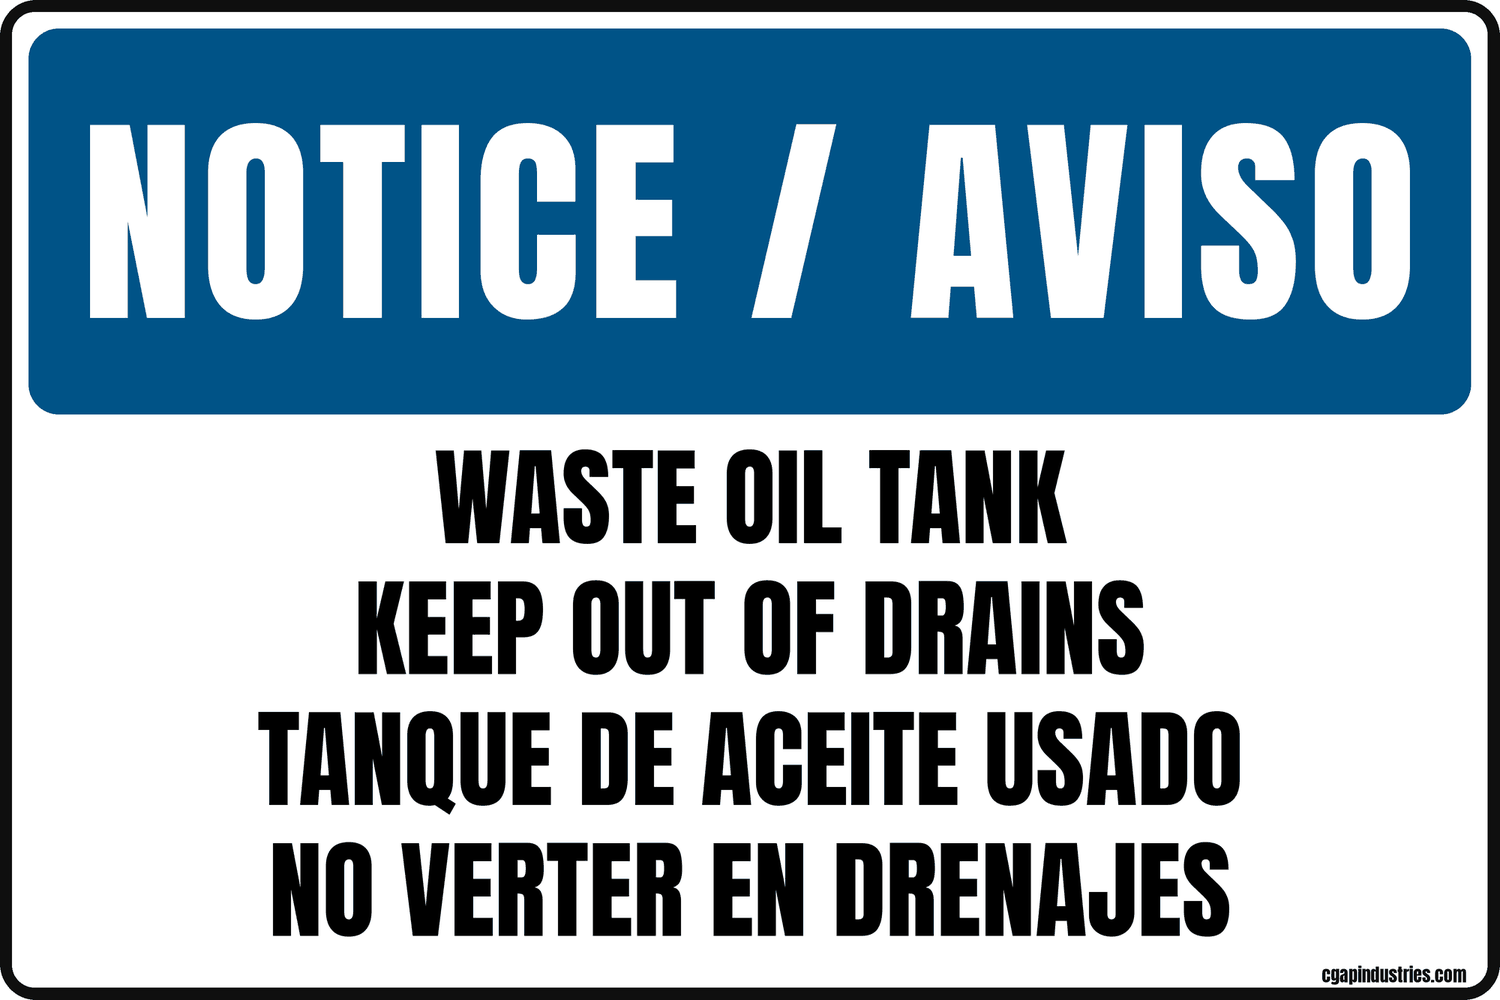 NOTICE / AVISO
WASTE OIL TANK
KEEP OUT OF DRAINS
TANQUE DE ACEITE USADO
NO VERTER EN DRENAJES
cgapindustries.com